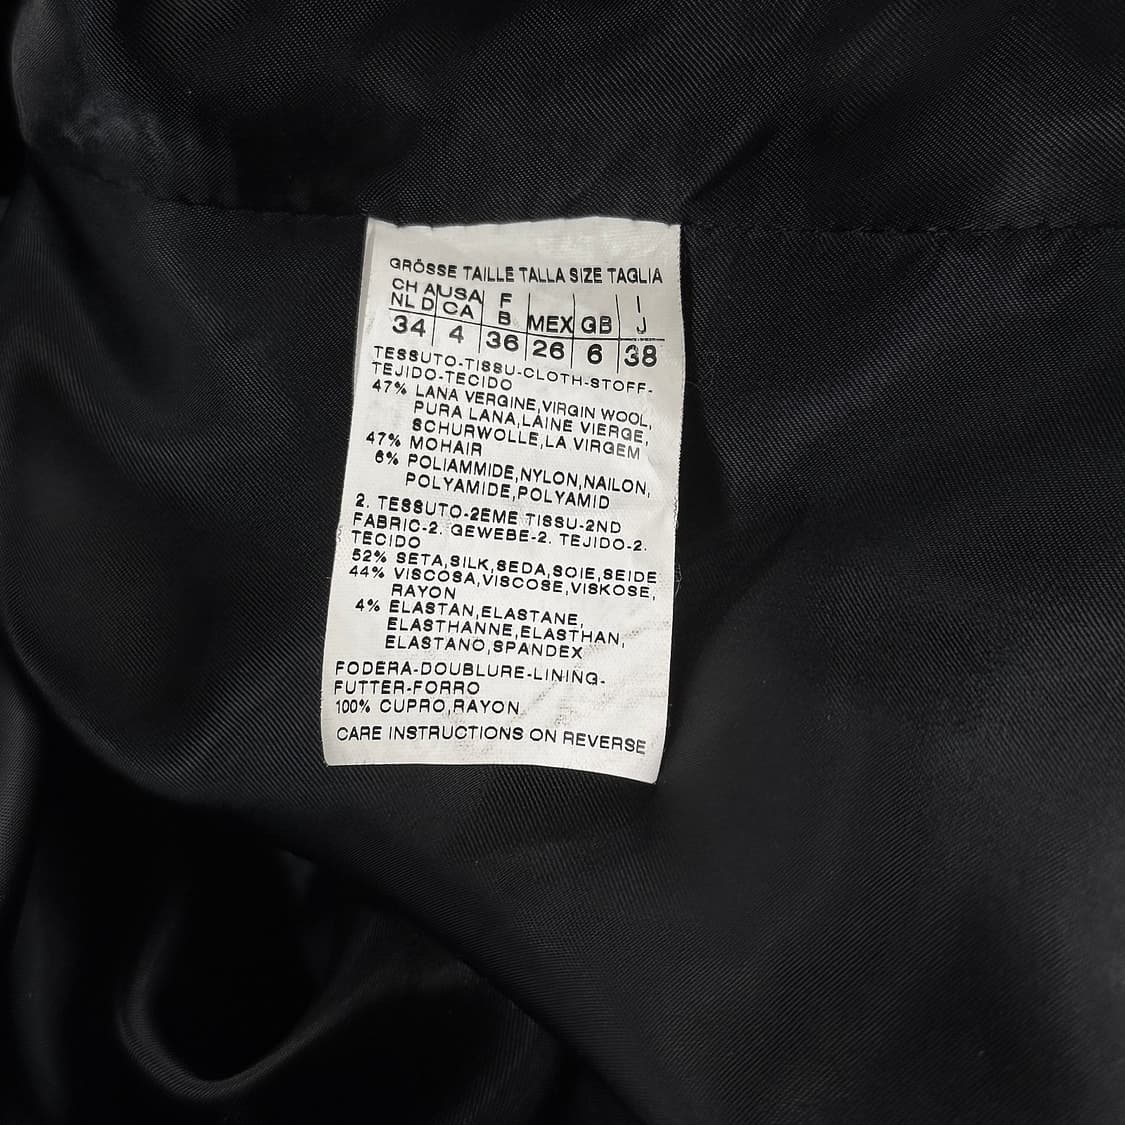 GRÖSSE TAILLE TALLA SIZE TAGLIA
CH A USA F I
NL D CA B MEX GB J
34 4 36 26 6 38
TESSUTO-TISSU-CLOTH-STOFF-
TEJIDO-TECIDO
47% LANA VERGINE,VIRGIN WOOL,
PURA LANA,LAINE VIERGE,
SCHURWOLLE,LA VIRGEM
47% MOHAIR
6% POLIAMMIDE,NYLON,NAILON,
POLYAMIDE,POLYAMID
2. TESSUTO-2EME TISSU-2ND
FABRIC-2. GEWEBE-2. TEJIDO-2.
TECIDO
52% SETA,SILK,SEDA,SOIE,SEIDE
44% VISCOSA,VISCOSE,VISKOSE,
RAYON
4% ELASTAN,ELASTANE,
ELASTHANNE,ELASTHAN,
ELASTANO,SPANDEX
FODERA-DOUBLURE-LINING-
FUTTER-FORRO
100% CUPRO,RAYON
CARE INSTRUCTIONS ON REVERSE